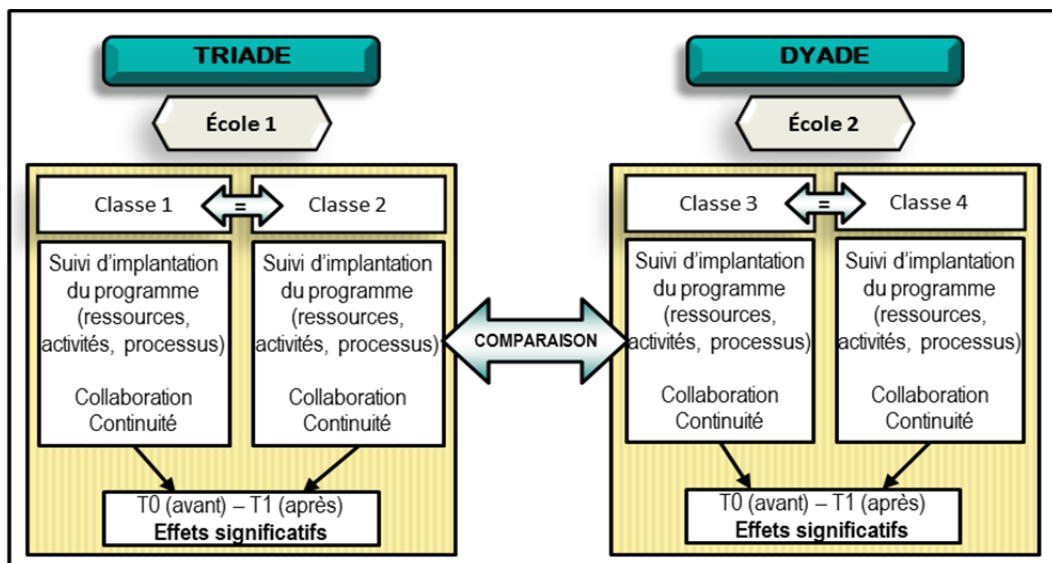 TRIADE
École 1
Classe 1
=
Classe 2
Suivi d'implantation
du programme
(ressources,
activités, processus)
Collaboration
Continuité
Suivi d'implantation
du programme
(ressources,
activités, processus)
Collaboration
Continuité
T0 (avant) – T1 (après)
Effets significatifs
COMPARAISON
DYADE
École 2
Classe 3
=
Classe 4
Suivi d'implantation
du programme
(ressources,
activités, processus)
Collaboration
Continuité
Suivi d'implantation
du programme
(ressources,
activités, processus)
Collaboration
Continuité
T0 (avant) – T1 (après)
Effets significatifs